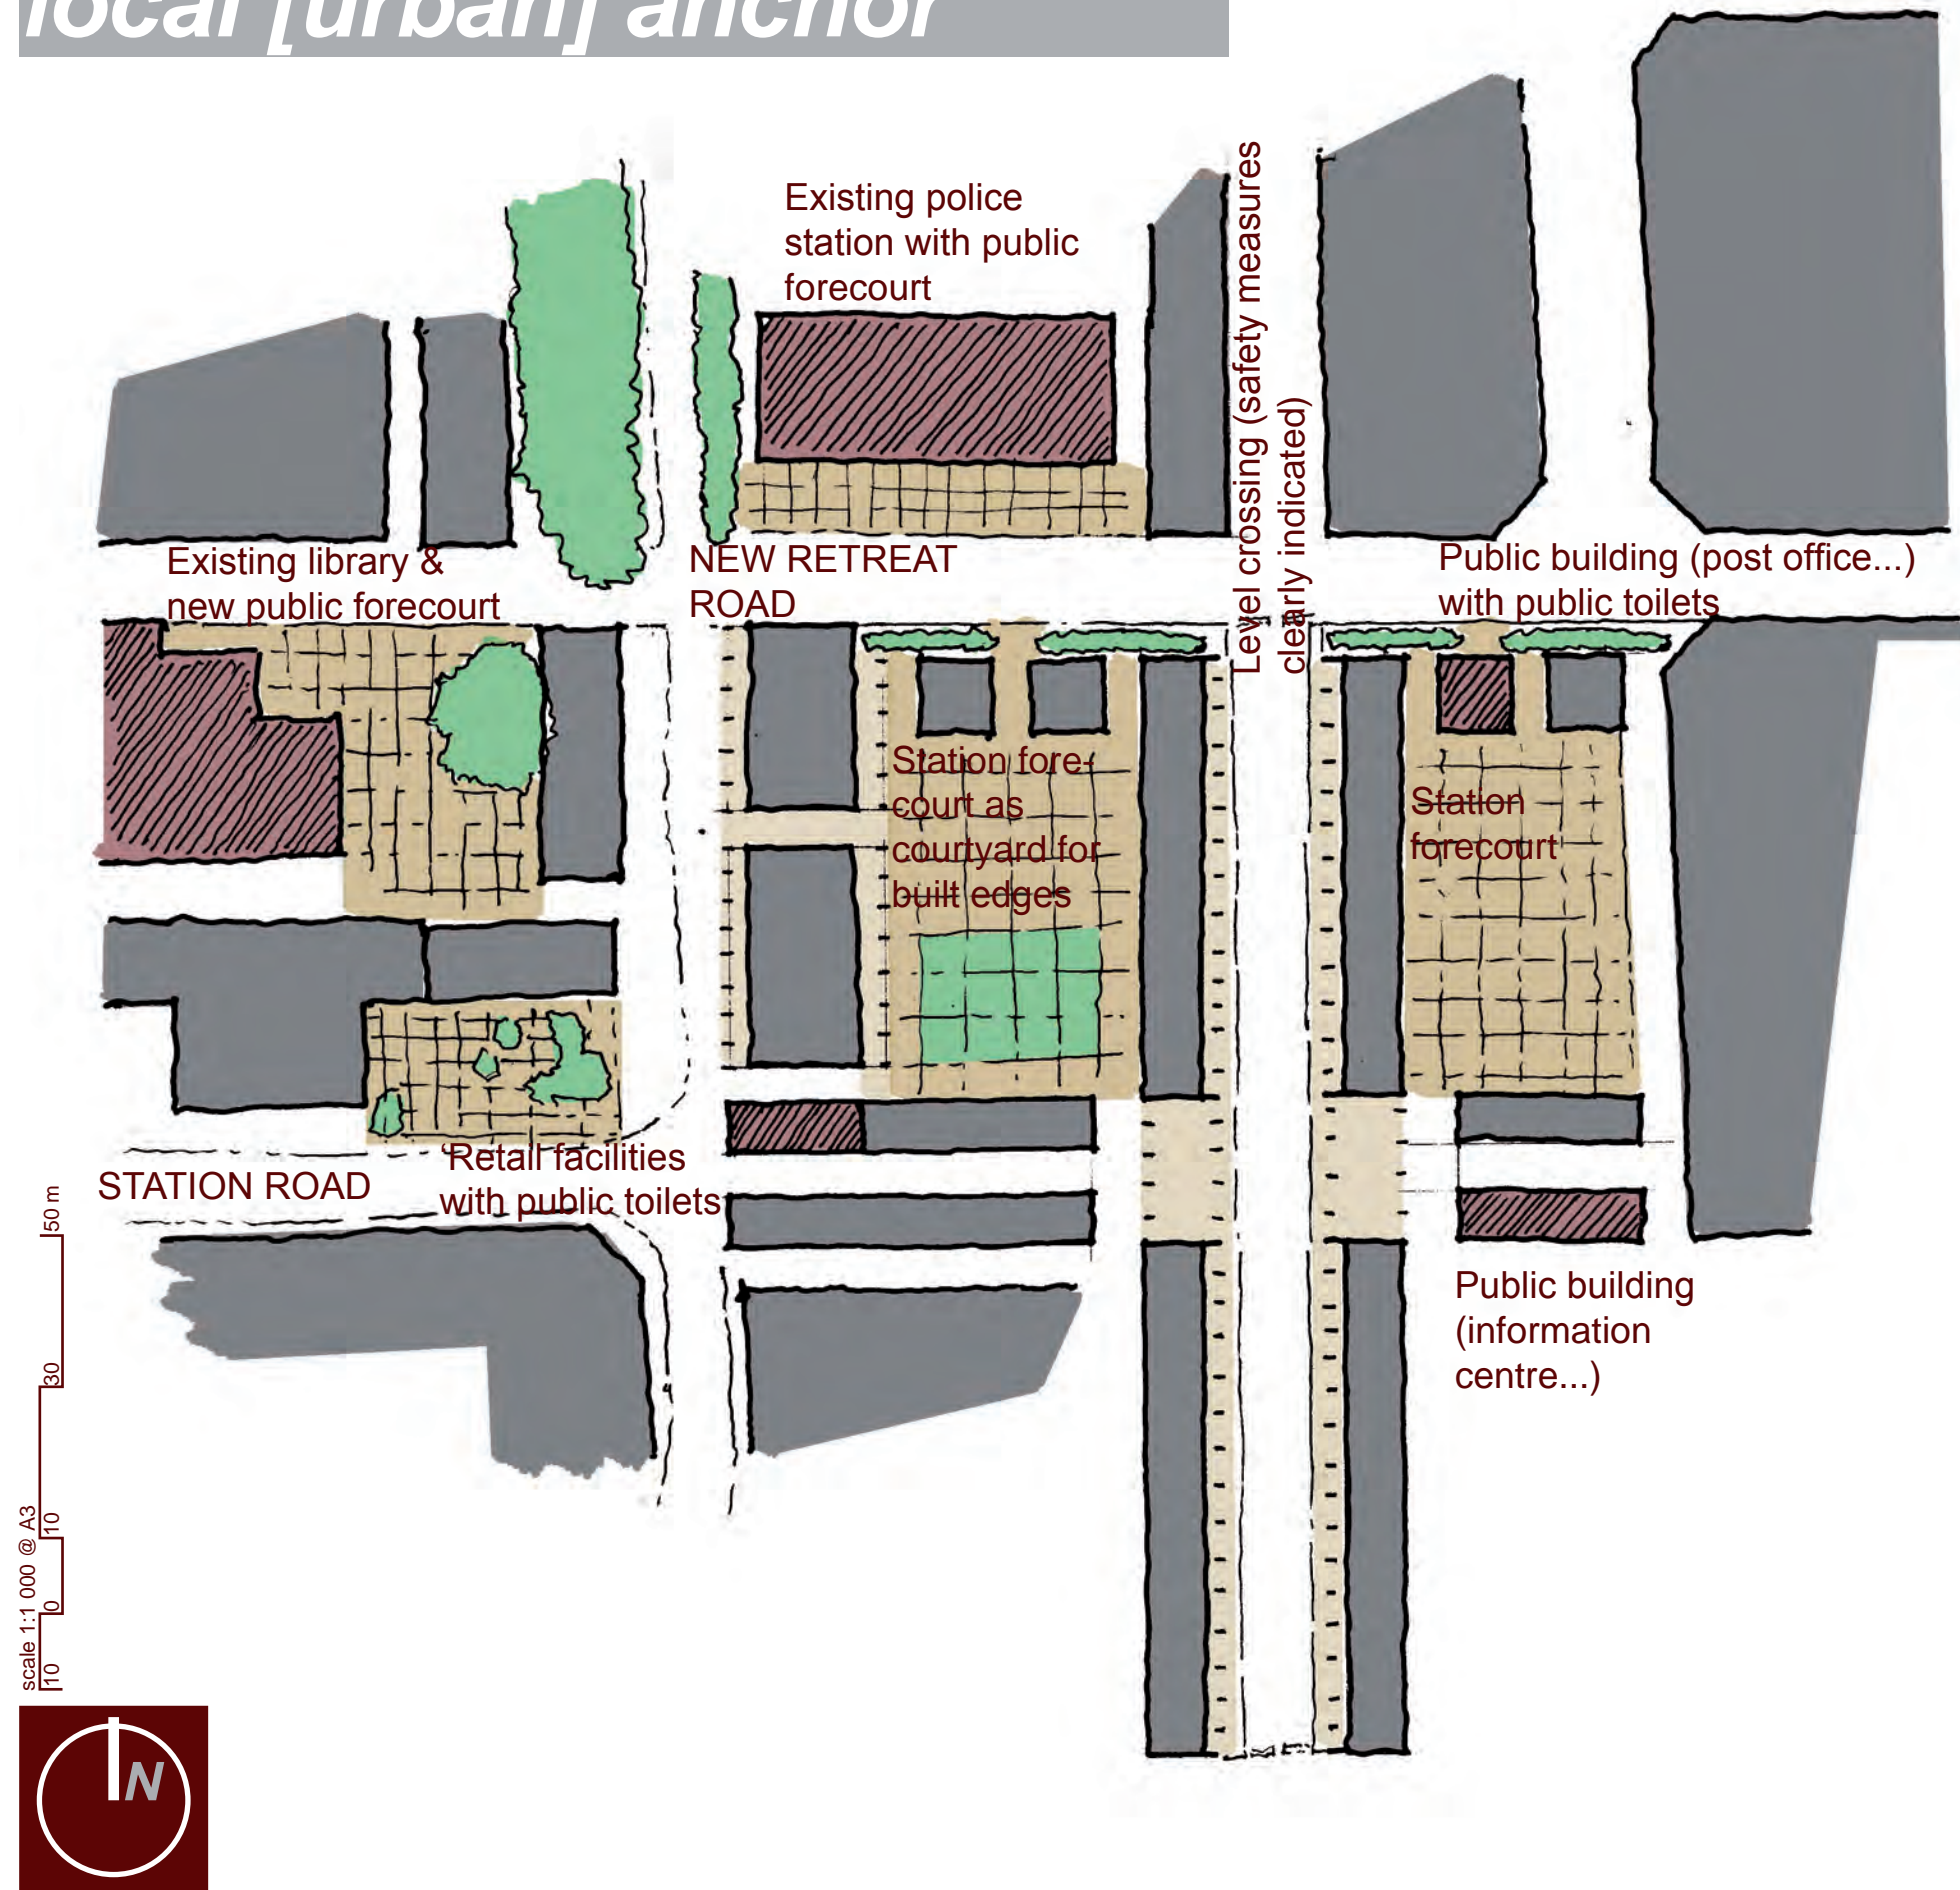 local [urban] anchor
Existing police
station with public
forecourt
Level crossing (safety measures
clearly indicated)
Existing library &
new public forecourt
NEW RETREAT
ROAD
Public building (post office...)
with public toilets
Station fore-
court as
courtyard for
built edges
Station
forecourt
'Retail facilities
with public toilets
STATION ROAD
Public building
(information
centre...)
50 m
30
10
0
10
scale 1:1 000 @ A3
N